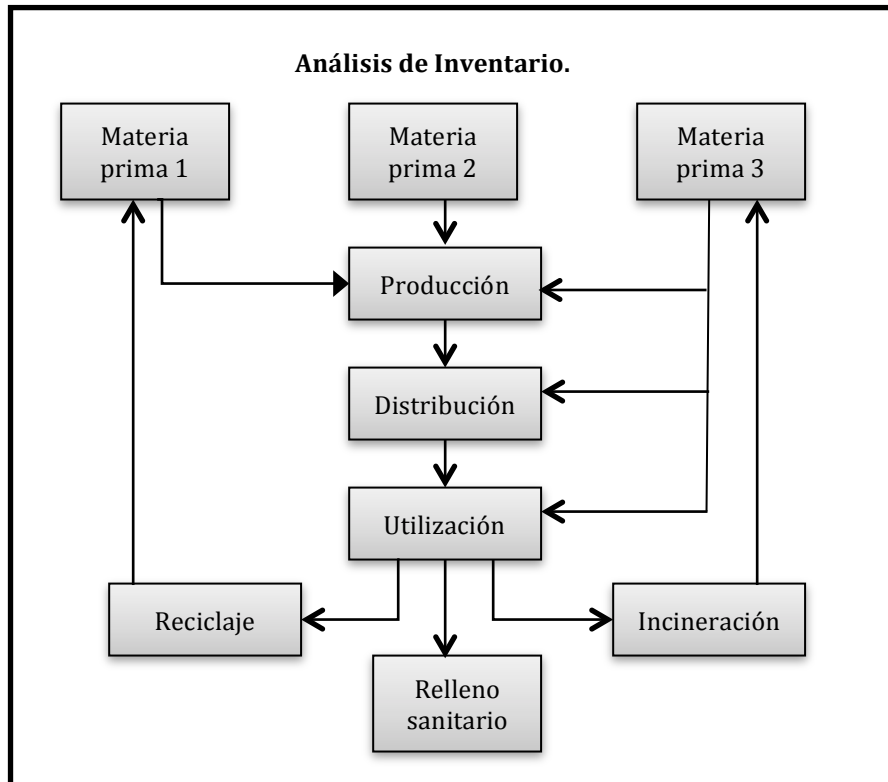 Análisis de Inventario.
Materia
prima 1
Materia
prima 2
Materia
prima 3
Producción
Distribución
Utilización
Reciclaje
Incineración
Relleno
sanitario